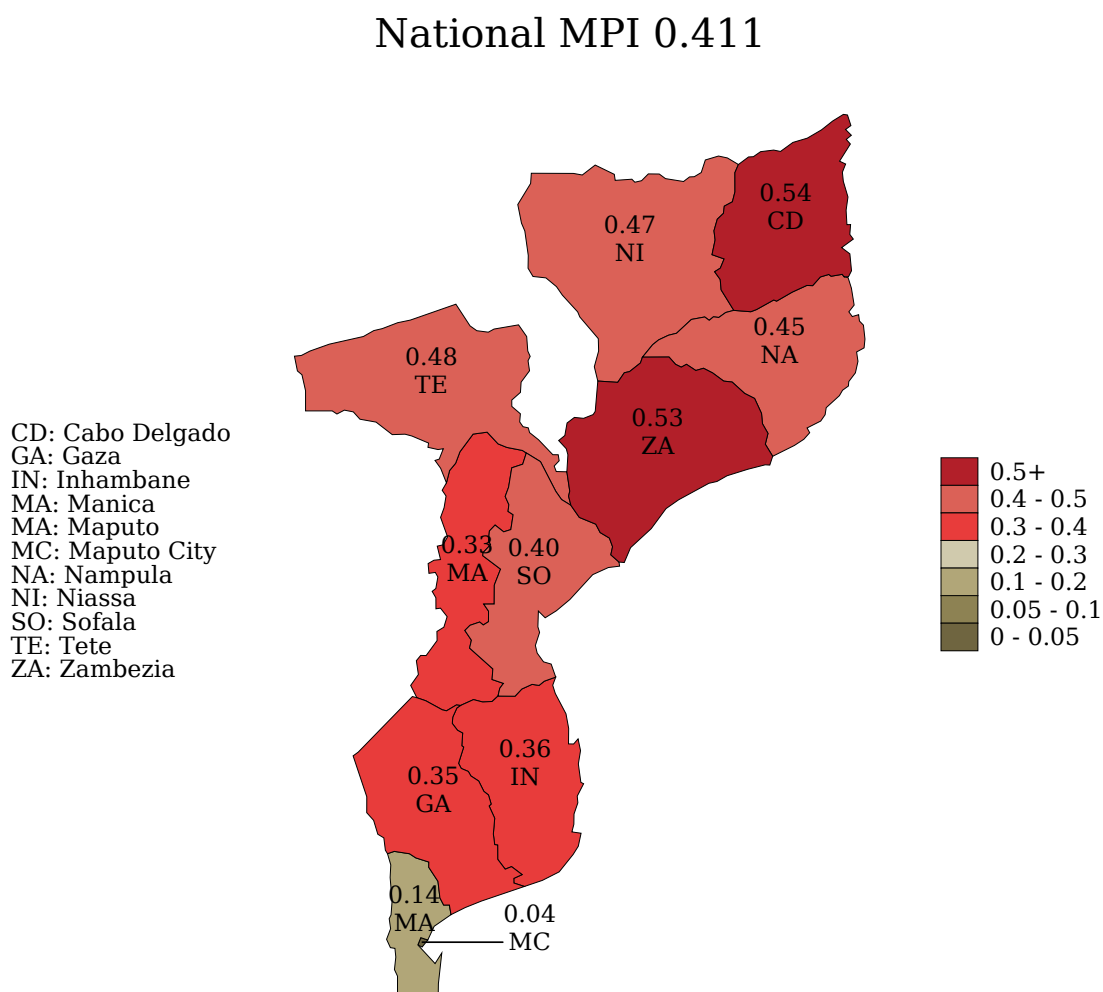 National MPI 0.411
0.54
CD
0.47
NI
0.45
NA
0.48
TE
0.53
ZA
CD: Cabo Delgado
GA: Gaza
IN: Inhambane
MA: Manica
MA: Maputo
MC: Maputo City
NA: Nampula
NI: Niassa
SO: Sofala
TE: Tete
ZA: Zambezia
0.5+
0.4 - 0.5
0.3 - 0.4
0.2 - 0.3
0.1 - 0.2
0.05 - 0.1
0 - 0.05
0.33
MA
0.40
SO
0.36
IN
0.35
GA
0.14
MA
0.04
MC